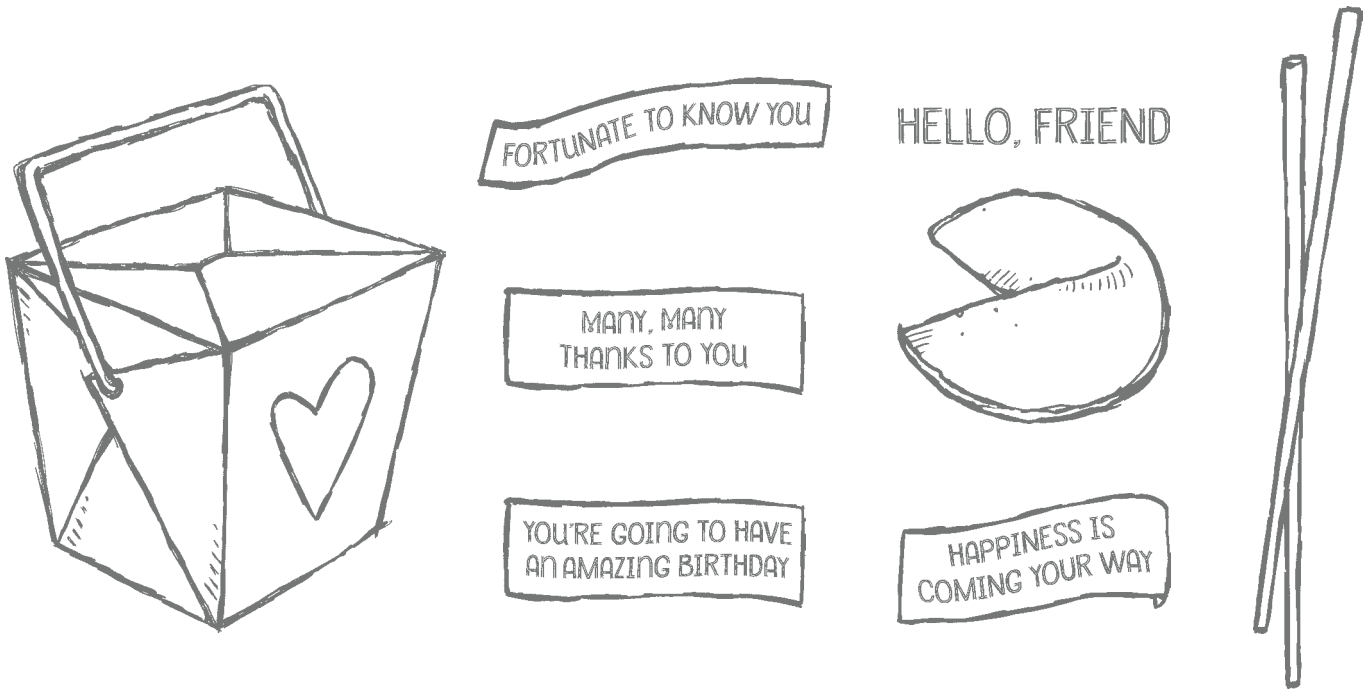 FORTUNATE TO KNOW YOU
HELLO, FRIEND
MANY, MANY
THANKS TO YOU
YOU'RE GOING TO HAVE
AN AMAZING BIRTHDAY
HAPPINESS IS
COMING YOUR WAY